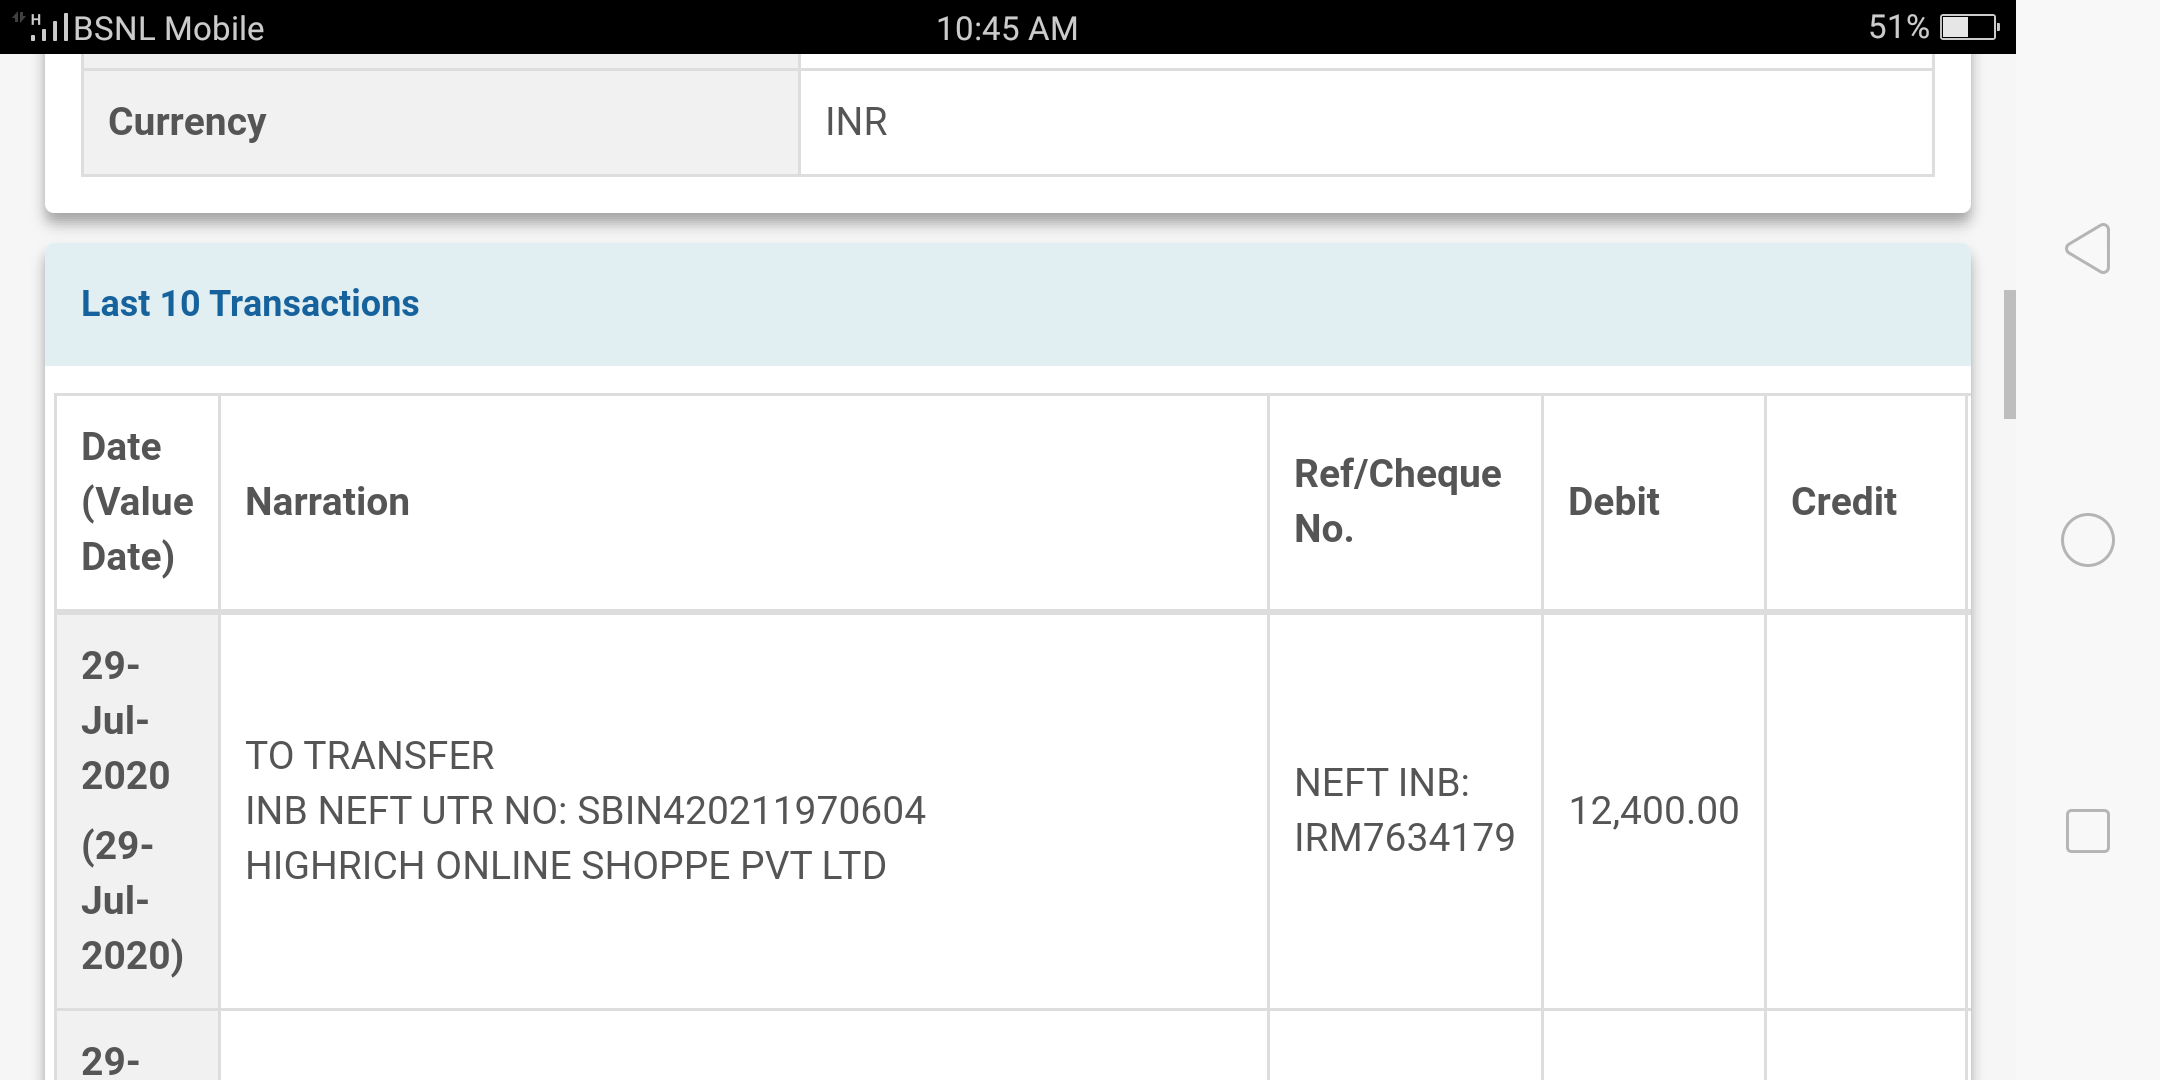 H BSNL Mobile 10:45 AM 51%
Currency INR
Last 10 Transactions
Date
(Value
Date)
Narration
Ref/Cheque
No.
Debit
Credit
29-
Jul-
2020
(29-
Jul-
2020)
TO TRANSFER
INB NEFT UTR NO: SBIN420211970604
HIGHRICH ONLINE SHOPPE PVT LTD
NEFT INB:
IRM7634179
12,400.00
29-